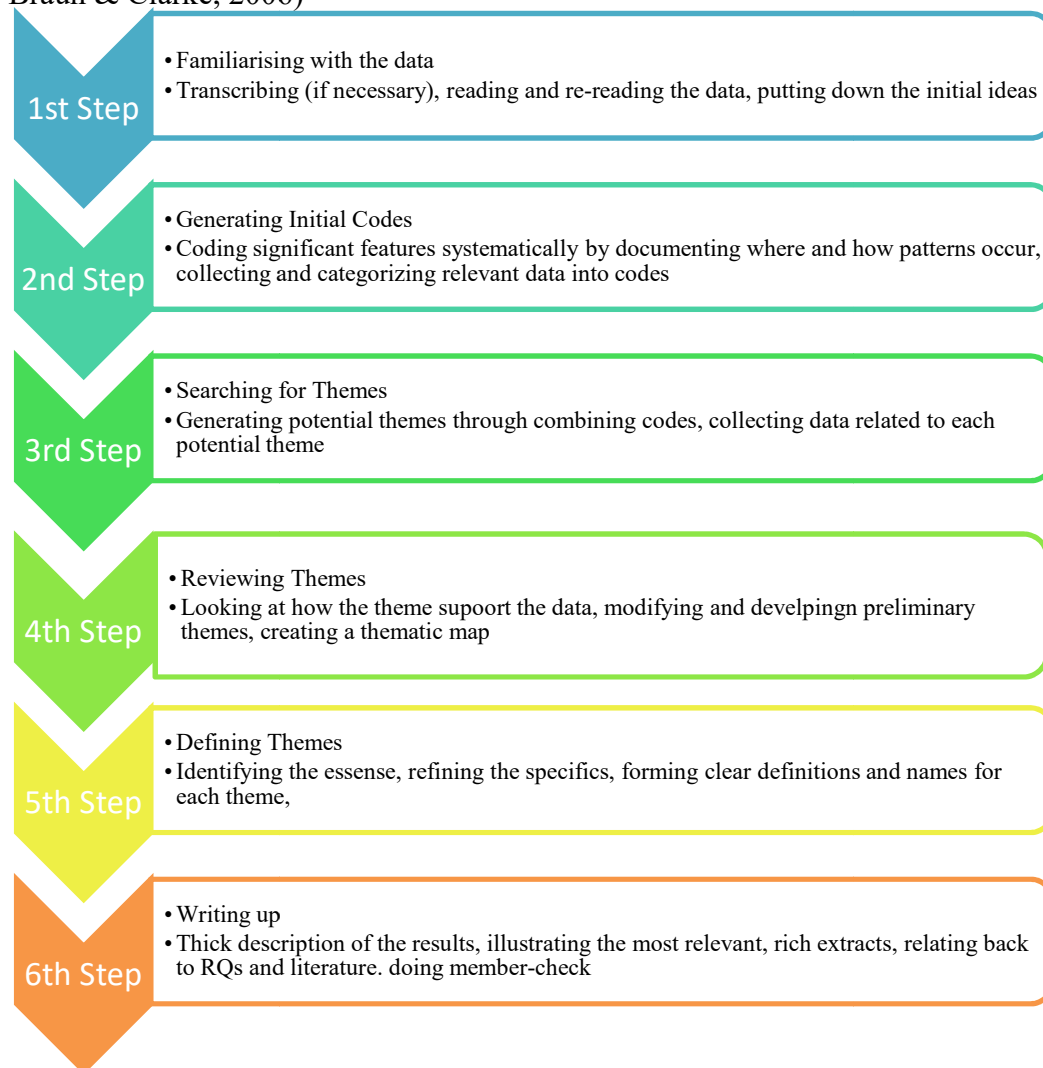 Braun & Clarke, 2006)
1st Step
• Familiarising with the data
• Transcribing (if necessary), reading and re-reading the data, putting down the initial ideas
2nd Step
• Generating Initial Codes
• Coding significant features systematically by documenting where and how patterns occur,
collecting and categorizing relevant data into codes
3rd Step
• Searching for Themes
• Generating potential themes through combining codes, collecting data related to each
potential theme
4th Step
• Reviewing Themes
• Looking at how the theme supoort the data, modifying and develpingn preliminary
themes, creating a thematic map
5th Step
• Defining Themes
• Identifying the essense, refining the specifics, forming clear definitions and names for
each theme,
6th Step
• Writing up
• Thick description of the results, illustrating the most relevant, rich extracts, relating back
to RQs and literature. doing member-check